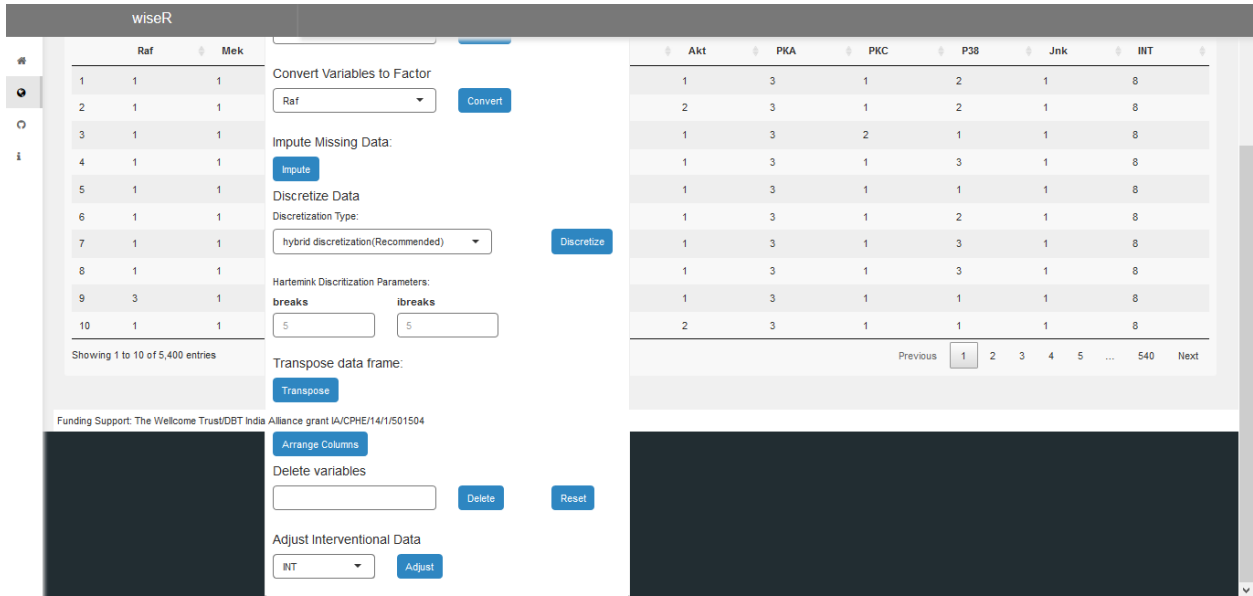 wiseR
Raf Mek Akt PKA PKC P38 Jnk INT
Convert Variables to Factor
1 1 1 1 3 1 2 1 8
Raf Convert
2 1 1 2 3 1 2 1 8
3 1 1 1 3 2 1 1 8
Impute Missing Data:
4 1 1 1 3 1 3 1 8
Impute
5 1 1 1 3 1 1 1 8
Discretize Data
6 1 1 1 3 1 2 1 8
Discretization Type:
7 1 1 1 3 1 3 1 8
hybrid discretization(Recommended) Discretize
8 1 1 1 3 1 3 1 8
Hartemink Discritization Parameters:
9 3 1 1 3 1 1 1 8
breaks ibreaks
10 1 1 2 3 1 1 1 8
5 5
Showing 1 to 10 of 5,400 entries
Previous 1 2 3 4 5 ... 540 Next
Transpose data frame:
Transpose
Funding Support: The Wellcome Trust/DBT India Alliance grant IA/CPHE/14/1/501504
Arrange Columns
Delete variables
Delete Reset
Adjust Interventional Data
INT Adjust